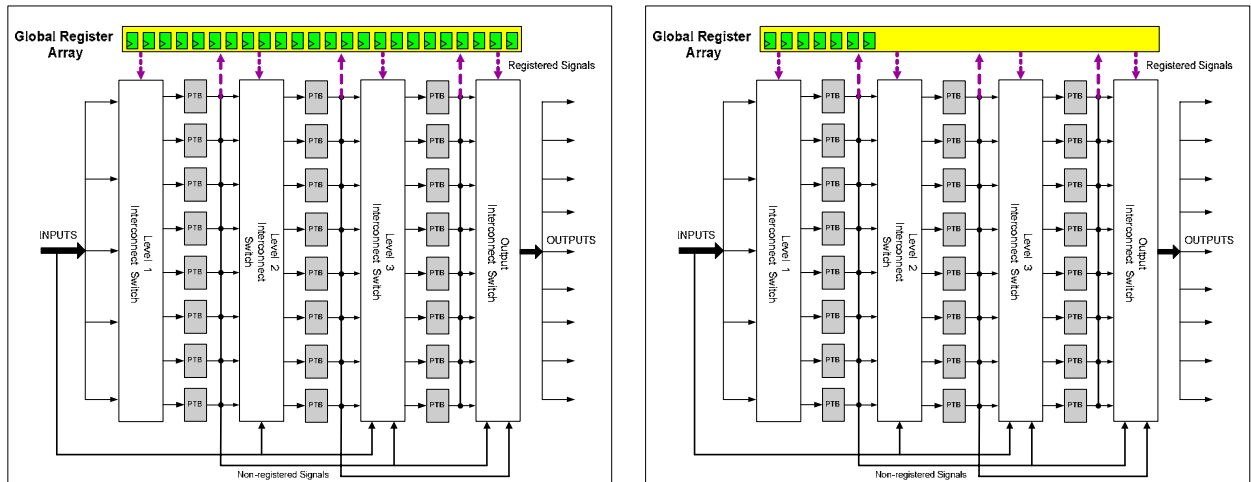 Global Register
Array
Registered Signals
PTB PTB PTB
PTB PTB PTB
PTB PTB PTB
PTB PTB PTB
PTB PTB PTB
PTB PTB PTB
PTB PTB PTB
PTB PTB PTB
INPUTS
Level 1
Interconnect Switch
Level 2
Interconnect
Switch
Level 3
Interconnect Switch
Output
Interconnect Switch
OUTPUTS
Non-registered Signals
Global Register
Array
Registered Signals
PTB PTB PTB
PTB PTB PTB
PTB PTB PTB
PTB PTB PTB
PTB PTB PTB
PTB PTB PTB
PTB PTB PTB
PTB PTB PTB
INPUTS
Level 1
Interconnect Switch
Level 2
Interconnect
Switch
Level 3
Interconnect Switch
Output
Interconnect Switch
OUTPUTS
Non-registered Signals